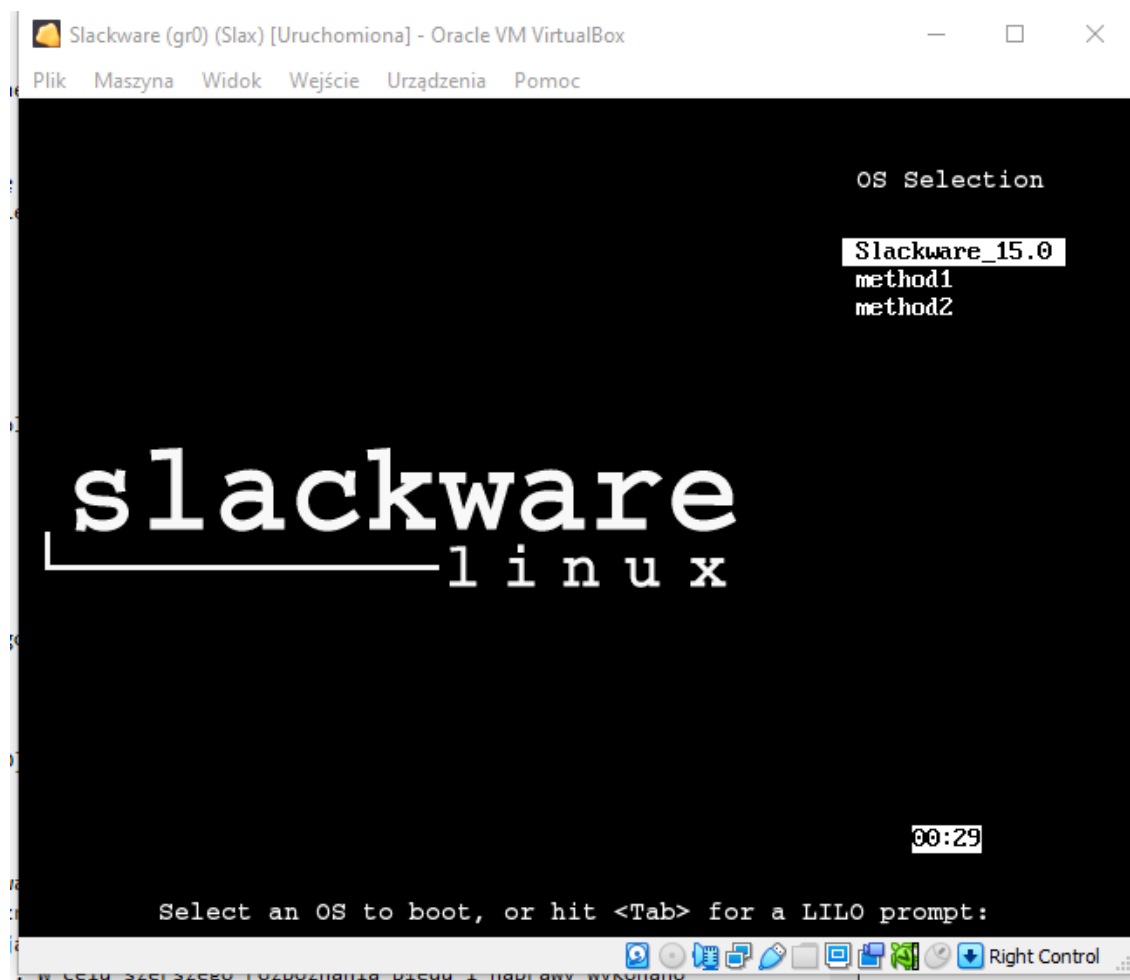 Slackware (gr0) (Slax) [Uruchomiona] - Oracle VM VirtualBox
Plik Maszyna Widok Wejście Urządzenia Pomoc
OS Selection
Slackware_15.0
method1
method2
slackware
linux
00:29
Select an OS to boot, or hit <Tab> for a LILO prompt:
Right Control